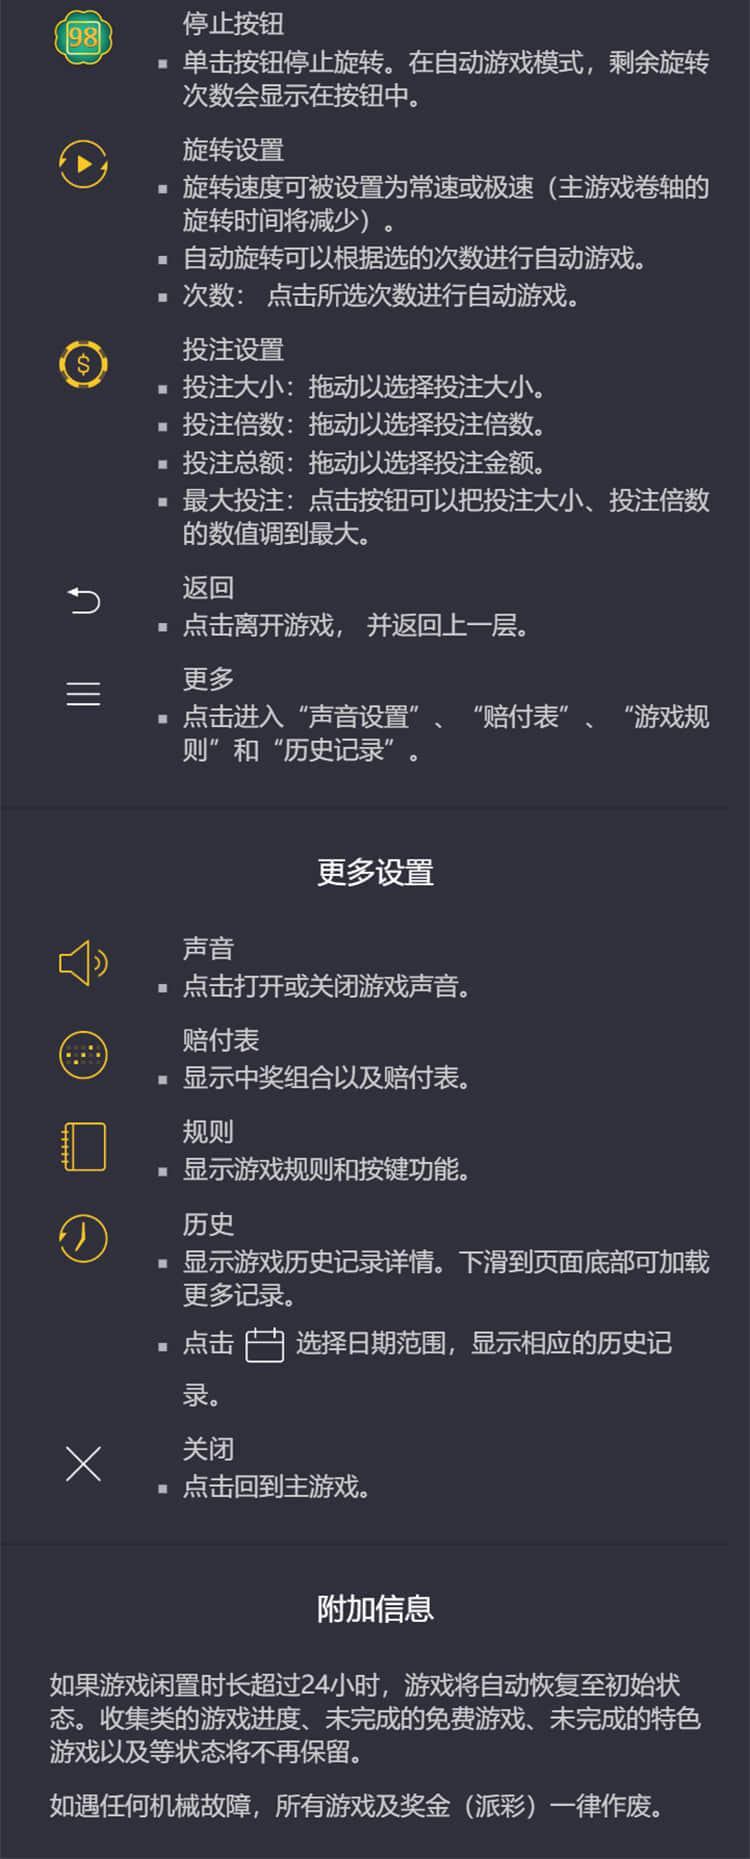 98
停止按钮
▪ 单击按钮停止旋转。在自动游戏模式，剩余旋转
次数会显示在按钮中。
旋转设置
▪ 旋转速度可被设置为常速或极速（主游戏卷轴的
旋转时间将减少）。
▪ 自动旋转可以根据选的次数进行自动游戏。
▪ 次数： 点击所选次数进行自动游戏。
$
投注设置
▪ 投注大小：拖动以选择投注大小。
▪ 投注倍数：拖动以选择投注倍数。
▪ 投注总额：拖动以选择投注金额。
▪ 最大投注：点击按钮可以把投注大小、投注倍数
的数值调到最大。
返回
▪ 点击离开游戏， 并返回上一层。
更多
▪ 点击进入“声音设置”、“赔付表”、“游戏规
则”和“历史记录”。
更多设置
声音
▪ 点击打开或关闭游戏声音。
赔付表
▪ 显示中奖组合以及赔付表。
规则
▪ 显示游戏规则和按键功能。
历史
▪ 显示游戏历史记录详情。下滑到页面底部可加载
更多记录。
▪ 点击 选择日期范围，显示相应的历史记
录。
关闭
▪ 点击回到主游戏。
附加信息
如果游戏闲置时长超过24小时，游戏将自动恢复至初始状
态。收集类的游戏进度、未完成的免费游戏、未完成的特色
游戏以及等状态将不再保留。
如遇任何机械故障，所有游戏及奖金（派彩）一律作废。